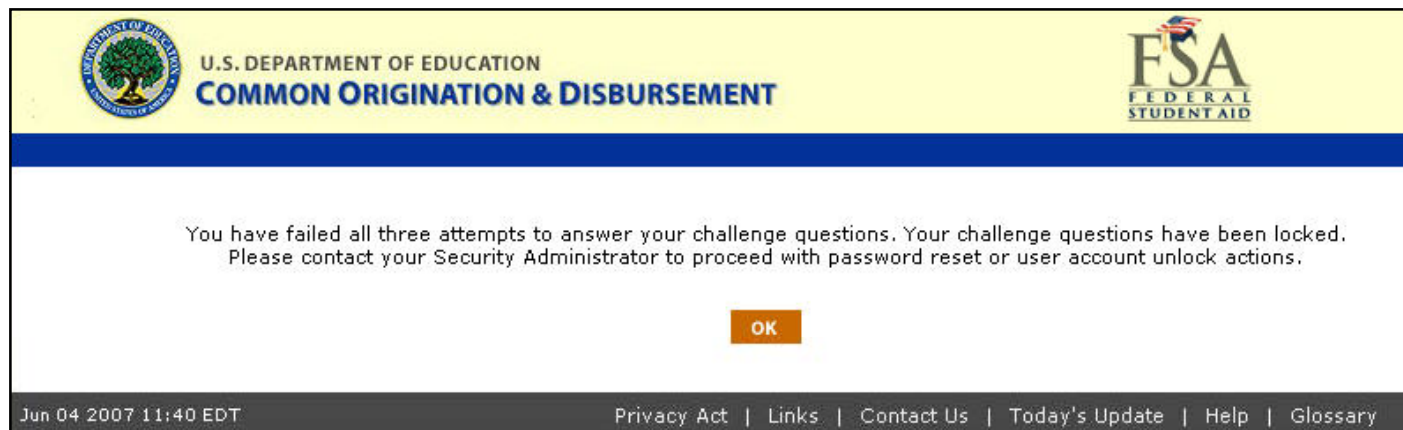 U.S. DEPARTMENT OF EDUCATION
COMMON ORIGINATION & DISBURSEMENT
FSA
FEDERAL
STUDENT AID
You have failed all three attempts to answer your challenge questions. Your challenge questions have been locked.
Please contact your Security Administrator to proceed with password reset or user account unlock actions.
OK
Jun 04 2007 11:40 EDT Privacy Act | Links | Contact Us | Today's Update | Help | Glossary